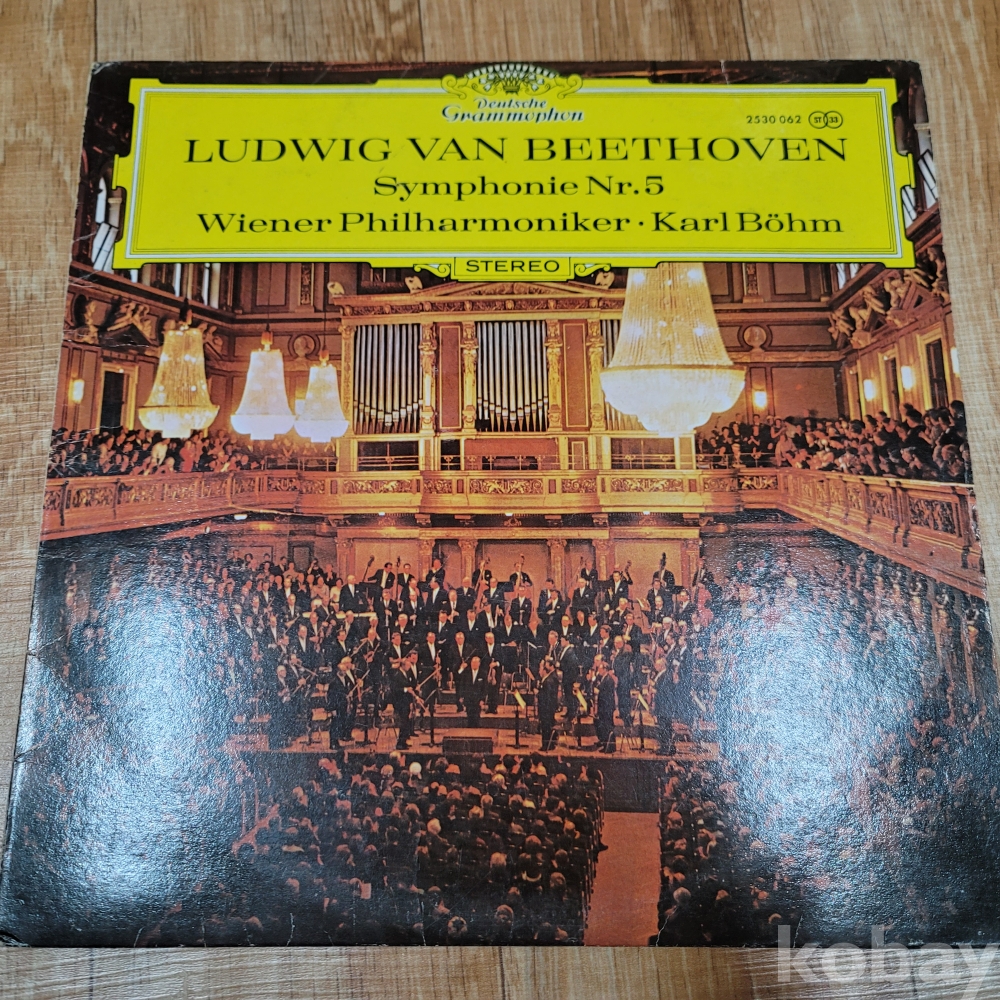 Deutsche
Grammophon
2530 062 ST 33
LUDWIG VAN BEETHOVEN
Symphonie Nr. 5
Wiener Philharmoniker · Karl Böhm
STEREO
kobay